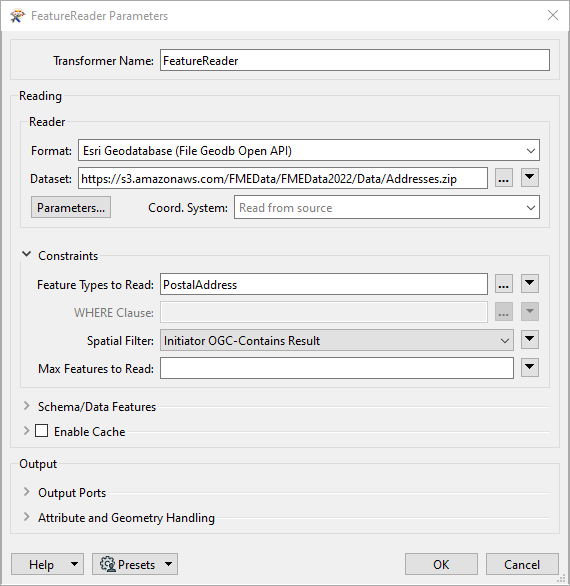 FeatureReader Parameters
Transformer Name: FeatureReader
Reading
Reader
Format: Esri Geodatabase (File Geodb Open API)
Dataset: https://s3.amazonaws.com/FMEData/FMEData2022/Data/Addresses.zip ...
Parameters... Coord. System: Read from source
Constraints
Feature Types to Read: PostalAddress ...
WHERE Clause: ...
Spatial Filter: Initiator OGC-Contains Result
Max Features to Read:
Schema/Data Features
Enable Cache
Output
Output Ports
Attribute and Geometry Handling
Help Presets OK Cancel